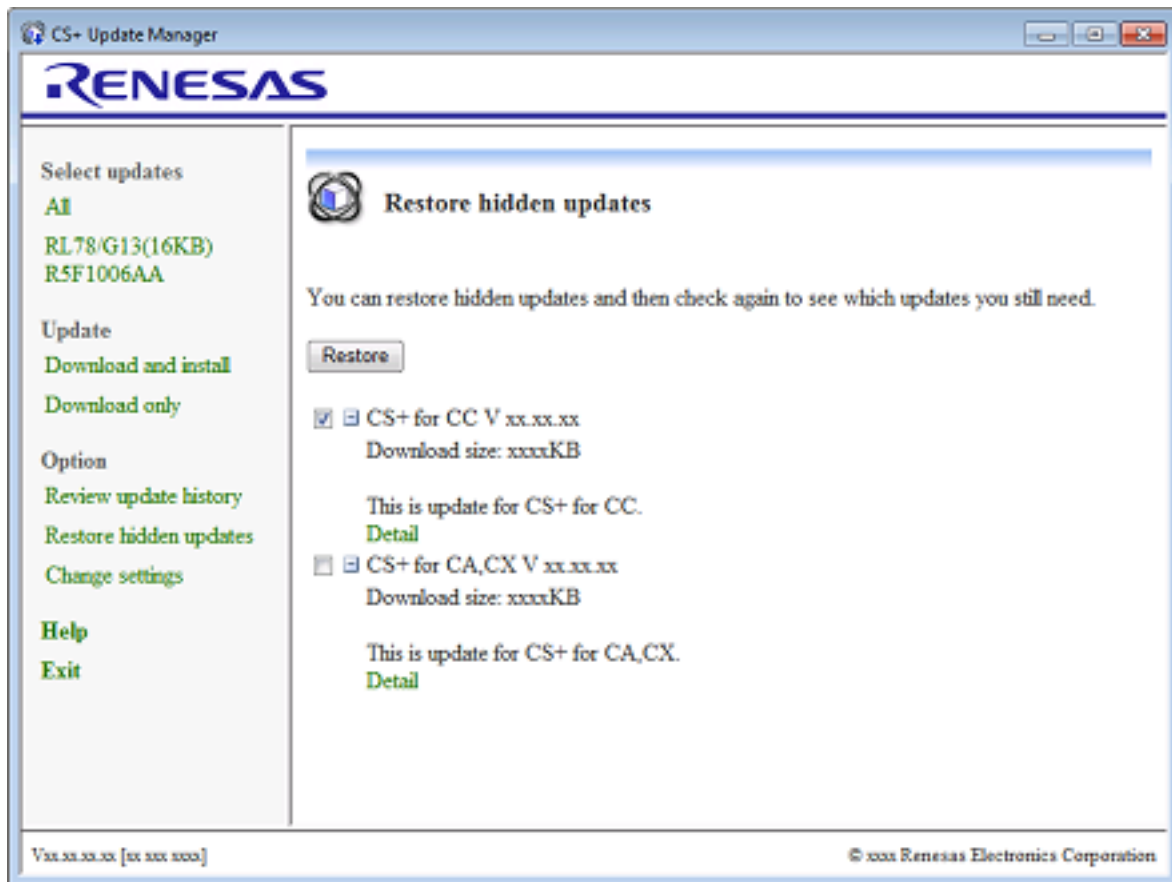 CS+ Update Manager
RENESAS
Select updates
All
RL78/G13(16KB)
R5F1006AA
Update
Download and install
Download only
Option
Review update history
Restore hidden updates
Change settings
Help
Exit
Restore hidden updates
You can restore hidden updates and then check again to see which updates you still need.
Restore
CS+ for CC V xx.xx.xx
Download size: xxxxKB
This is update for CS+ for CC.
Detail
CS+ for CA,CX V xx.xx.xx
Download size: xxxxKB
This is update for CS+ for CA,CX.
Detail
Vxx.xx.xx.xx [xx xxx xxxx]
© xxxx Renesas Electronics Corporation